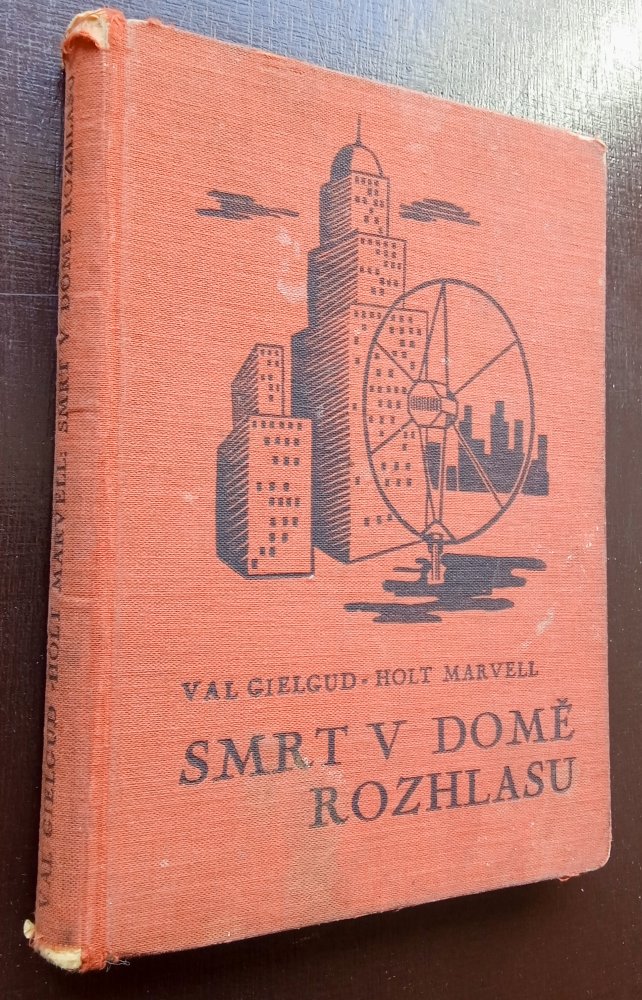 VAL GIELGUD - HOLT MARVELL: SMRT V DOMĚ ROZHLASU
VAL GIELGUD - HOLT MARVELL
SMRT V DOMĚ
ROZHLASU